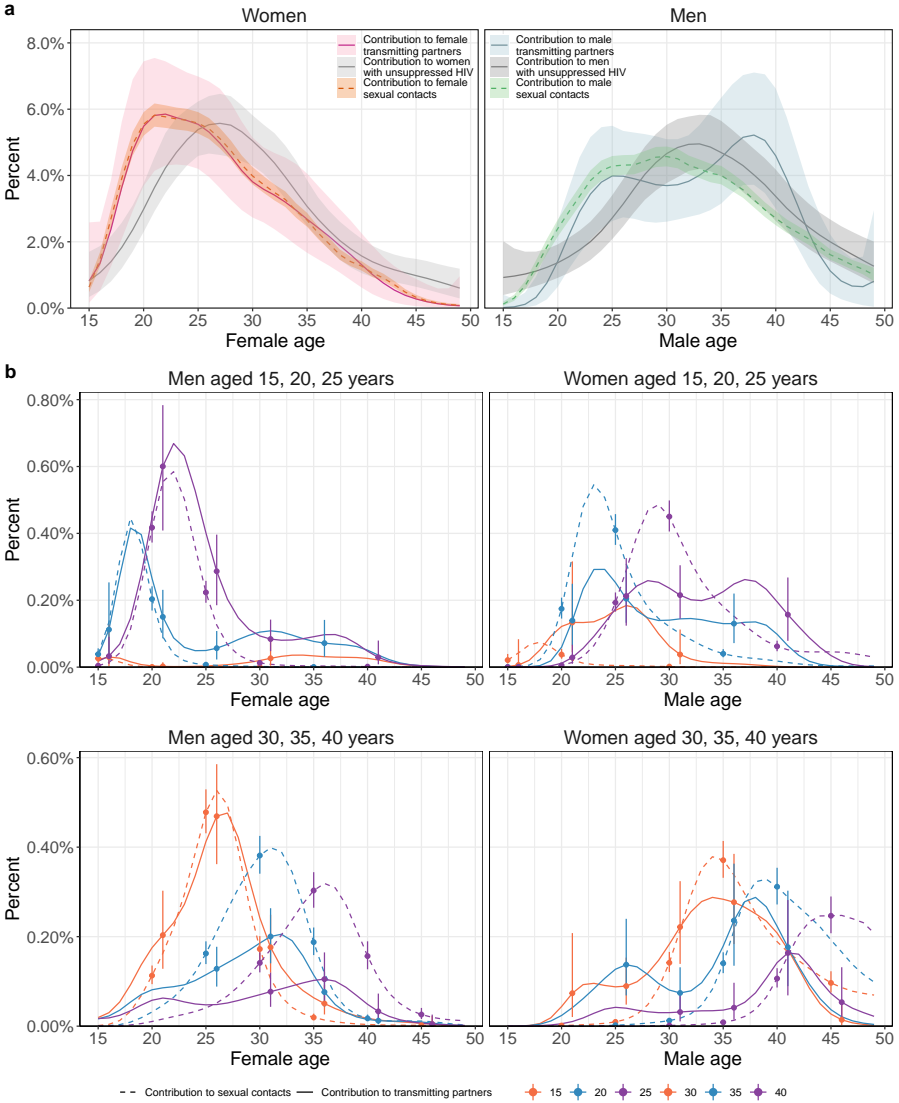 a
Women
Men
Contribution to female
transmitting partners
Contribution to women
with unsuppressed HIV
Contribution to female
sexual contacts
Contribution to male
transmitting partners
Contribution to men
with unsuppressed HIV
Contribution to male
sexual contacts
Percent
8.0%
6.0%
4.0%
2.0%
0.0%
15 20 25 30 35 40 45 50
15 20 25 30 35 40 45 50
Female age
Male age
b
Men aged 15, 20, 25 years
Women aged 15, 20, 25 years
Percent
0.80%
0.60%
0.40%
0.20%
0.00%
15 20 25 30 35 40 45 50
15 20 25 30 35 40 45 50
Female age
Male age
Men aged 30, 35, 40 years
Women aged 30, 35, 40 years
Percent
0.60%
0.40%
0.20%
0.00%
15 20 25 30 35 40 45 50
15 20 25 30 35 40 45 50
Female age
Male age
Contribution to sexual contacts Contribution to transmitting partners 15 20 25 30 35 40